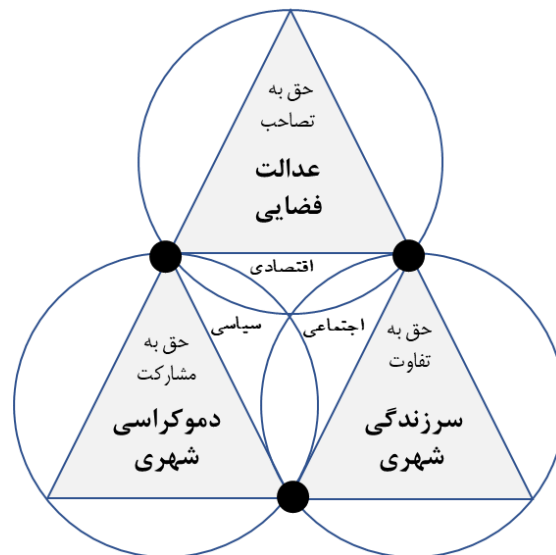 حق به
تصاحب
عدالت
فضایی
اقتصادی
سیاسی
اجتماعی
حق به
تفاوت
سرزندگی
شهری
حق به
مشارکت
دموکراسی
شهری